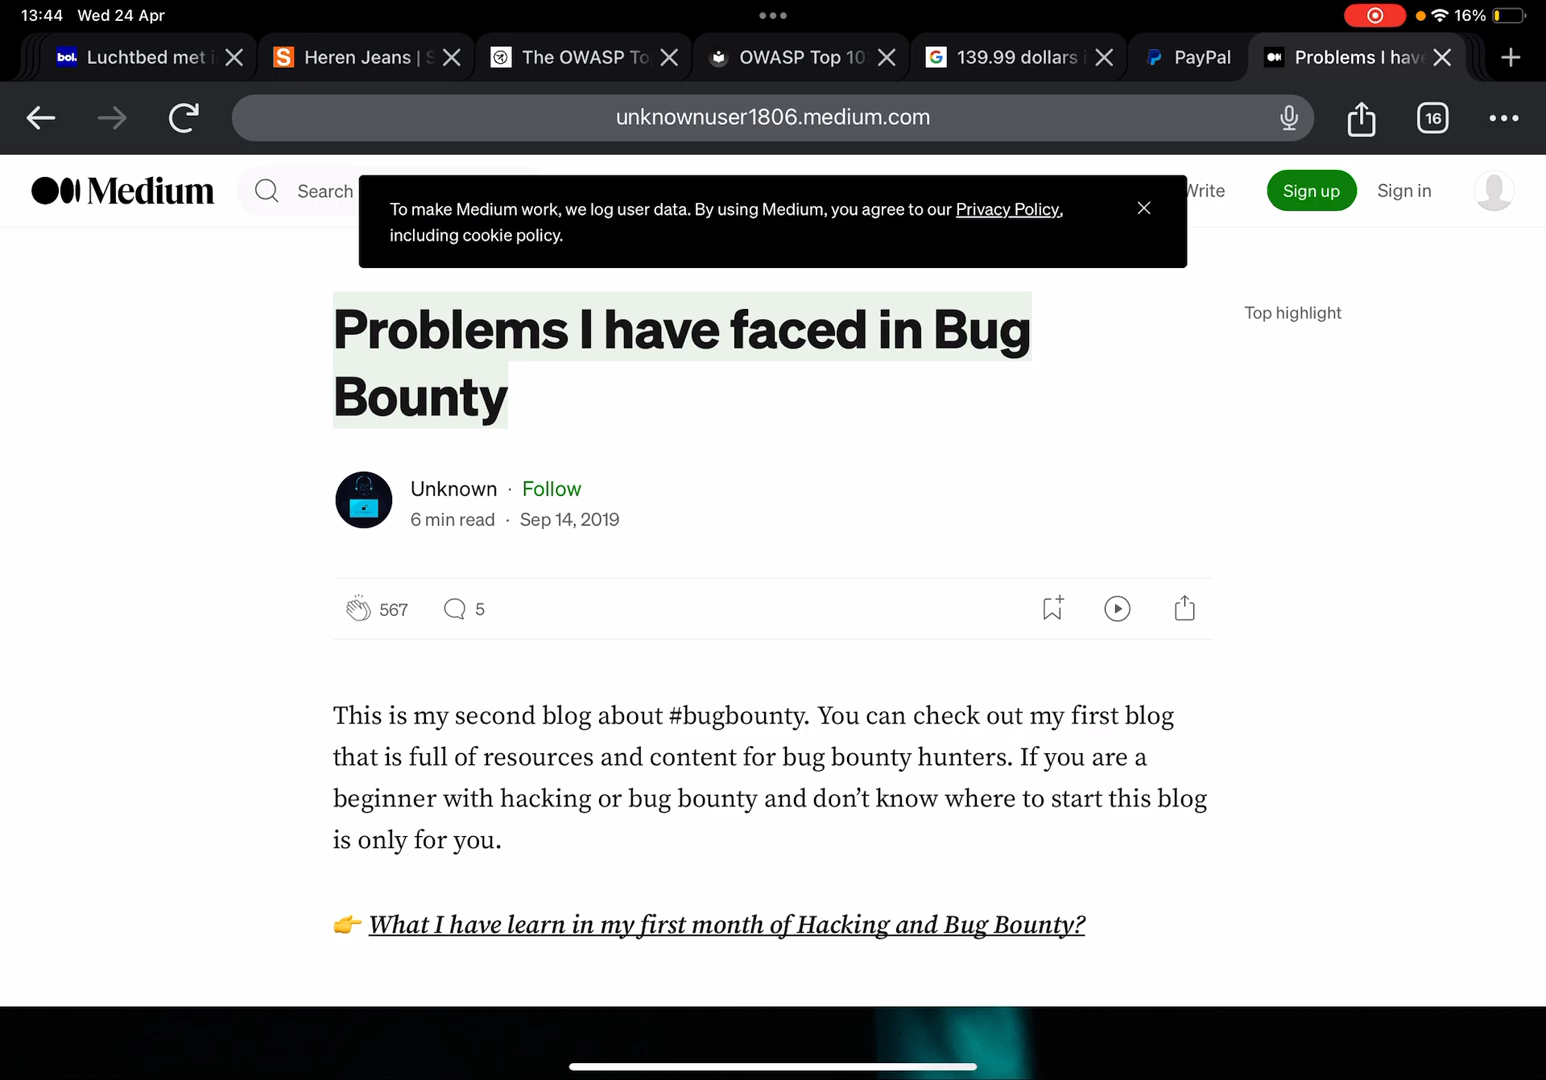 13:44 Wed 24 Apr
16%
bol. Luchtbed met i
S Heren Jeans | S
The OWASP To
OWASP Top 10
G 139.99 dollars i
PayPal
Problems I have
unknownuser1806.medium.com
16
Medium
Search
Write
Sign up
Sign in
To make Medium work, we log user data. By using Medium, you agree to our Privacy Policy,
including cookie policy.
Problems I have faced in Bug
Bounty
Top highlight
Unknown · Follow
6 min read · Sep 14, 2019
567
5
This is my second blog about #bugbounty. You can check out my first blog
that is full of resources and content for bug bounty hunters. If you are a
beginner with hacking or bug bounty and don’t know where to start this blog
is only for you.
👉 What I have learn in my first month of Hacking and Bug Bounty?